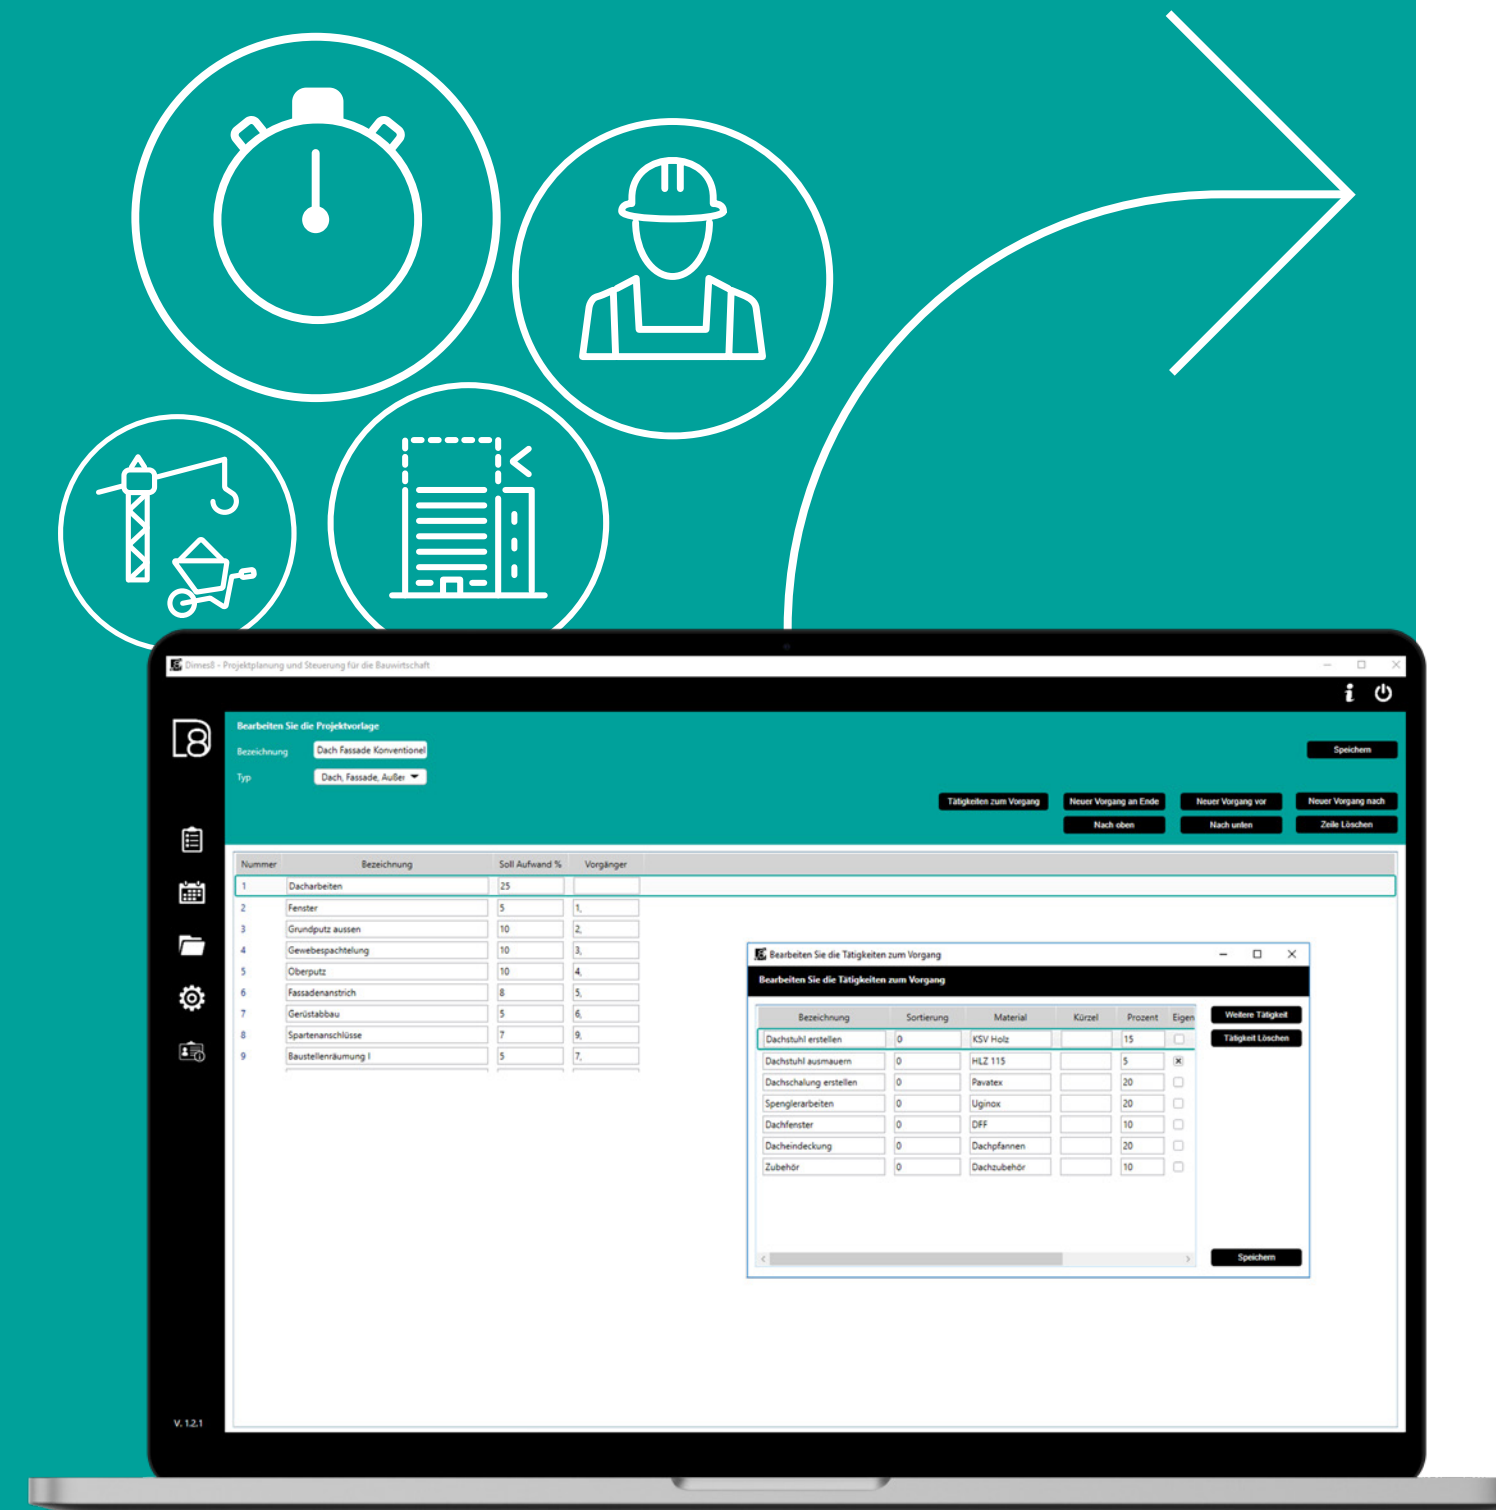 Dimes8 - Projektplanung und Steuerung für die Bauwirtschaft
Bearbeiten Sie die Projektvorlage
Bezeichnung Dach Fassade Konventionel
Speichern
Typ Dach, Fassade, Außer
Tätigkeiten zum Vorgang Neuer Vorgang an Ende Neuer Vorgang vor Neuer Vorgang nach
Nach oben Nach unten Zeile Löschen
Nummer Bezeichnung Soll Aufwand % Vorgänger
1 Dacharbeiten 25
2 Fenster 5 1,
3 Grundputz aussen 10 2,
4 Gewebespachtelung 10 3,
5 Oberputz 10 4,
6 Fassadenanstrich 8 5,
7 Gerüstabbau 5 6,
8 Spartenanschlüsse 7 9,
9 Baustellenräumung I 5 7,
Bearbeiten Sie die Tätigkeiten zum Vorgang
Bearbeiten Sie die Tätigkeiten zum Vorgang
Bezeichnung Sortierung Material Kürzel Prozent Eigen
Weitere Tätigkeit
Dachstuhl erstellen 0 KSV Holz 15
Tätigkeit Löschen
Dachstuhl ausmauern 0 HLZ 115 5
Dachschalung erstellen 0 Pavatex 20
Spenglerarbeiten 0 Uginox 20
Dachfenster 0 DFF 10
Dacheindeckung 0 Dachpfannen 20
Zubehör 0 Dachzubehör 10
Speichern
V. 1.2.1